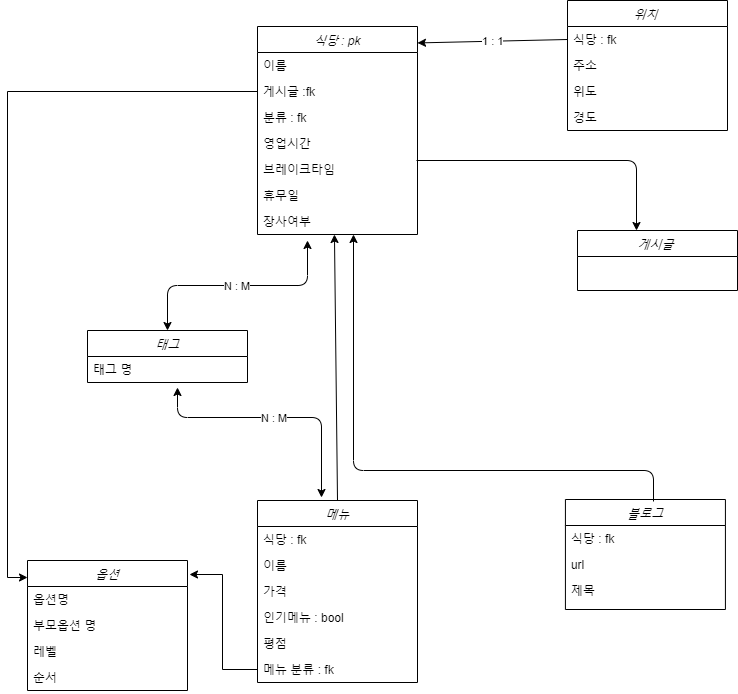 위치
식당 : fk
주소
위도
경도
1 : 1
식당 : pk
이름
게시글 :fk
분류 : fk
영업시간
브레이크타임
휴무일
장사여부
게시글
N : M
태그
태그 명
N : M
메뉴
식당 : fk
이름
가격
인기메뉴 : bool
평점
메뉴 분류 : fk
블로그
식당 : fk
url
제목
옵션
옵션명
부모옵션 명
레벨
순서